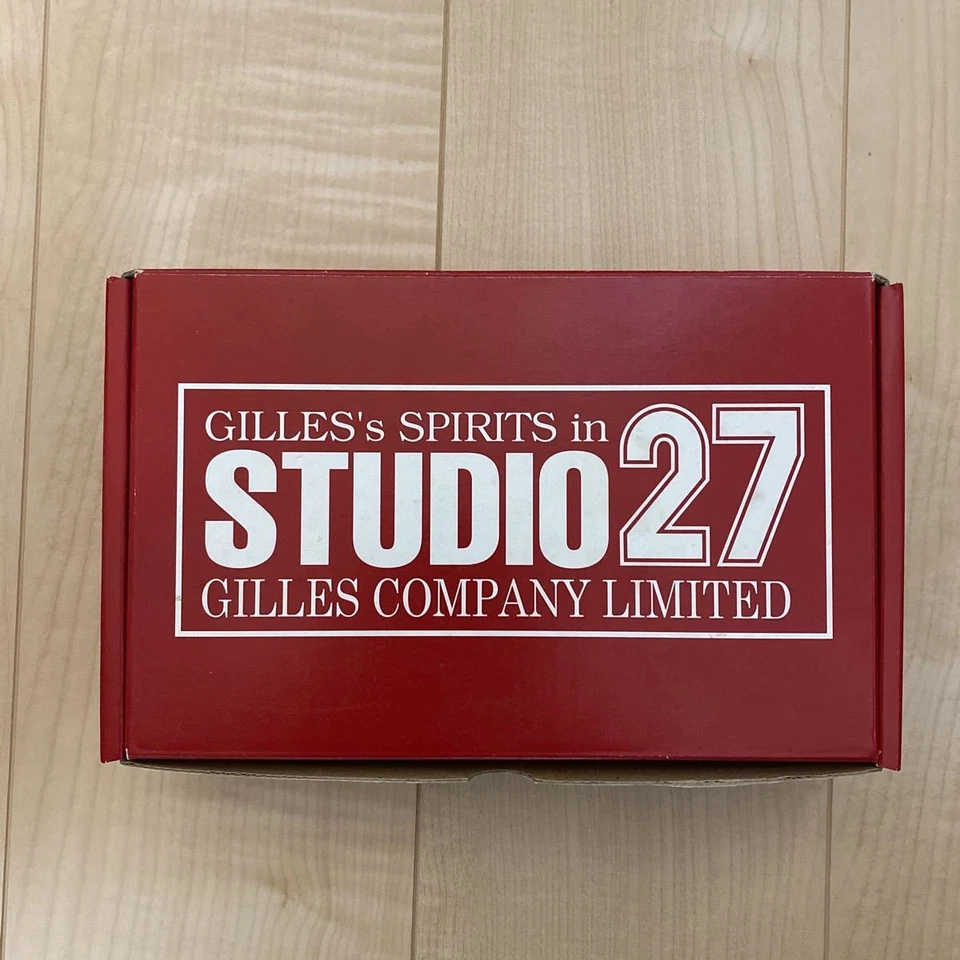 GILLES's SPIRITS in
STUDIO27
GILLES COMPANY LIMITED